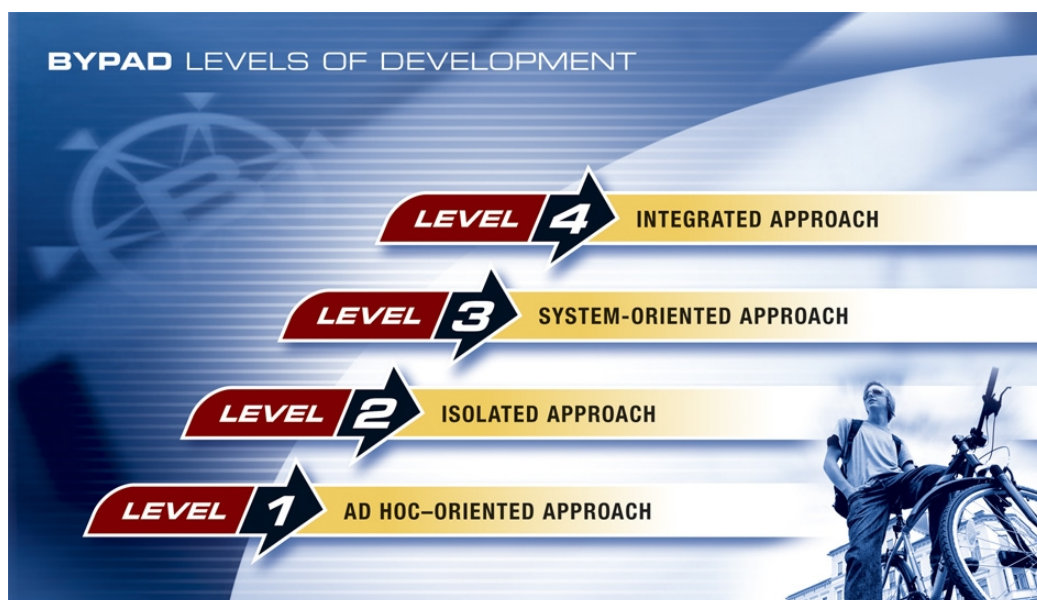 BYPAD LEVELS OF DEVELOPMENT
LEVEL 4 INTEGRATED APPROACH
LEVEL 3 SYSTEM-ORIENTED APPROACH
LEVEL 2 ISOLATED APPROACH
LEVEL 1 AD HOC–ORIENTED APPROACH